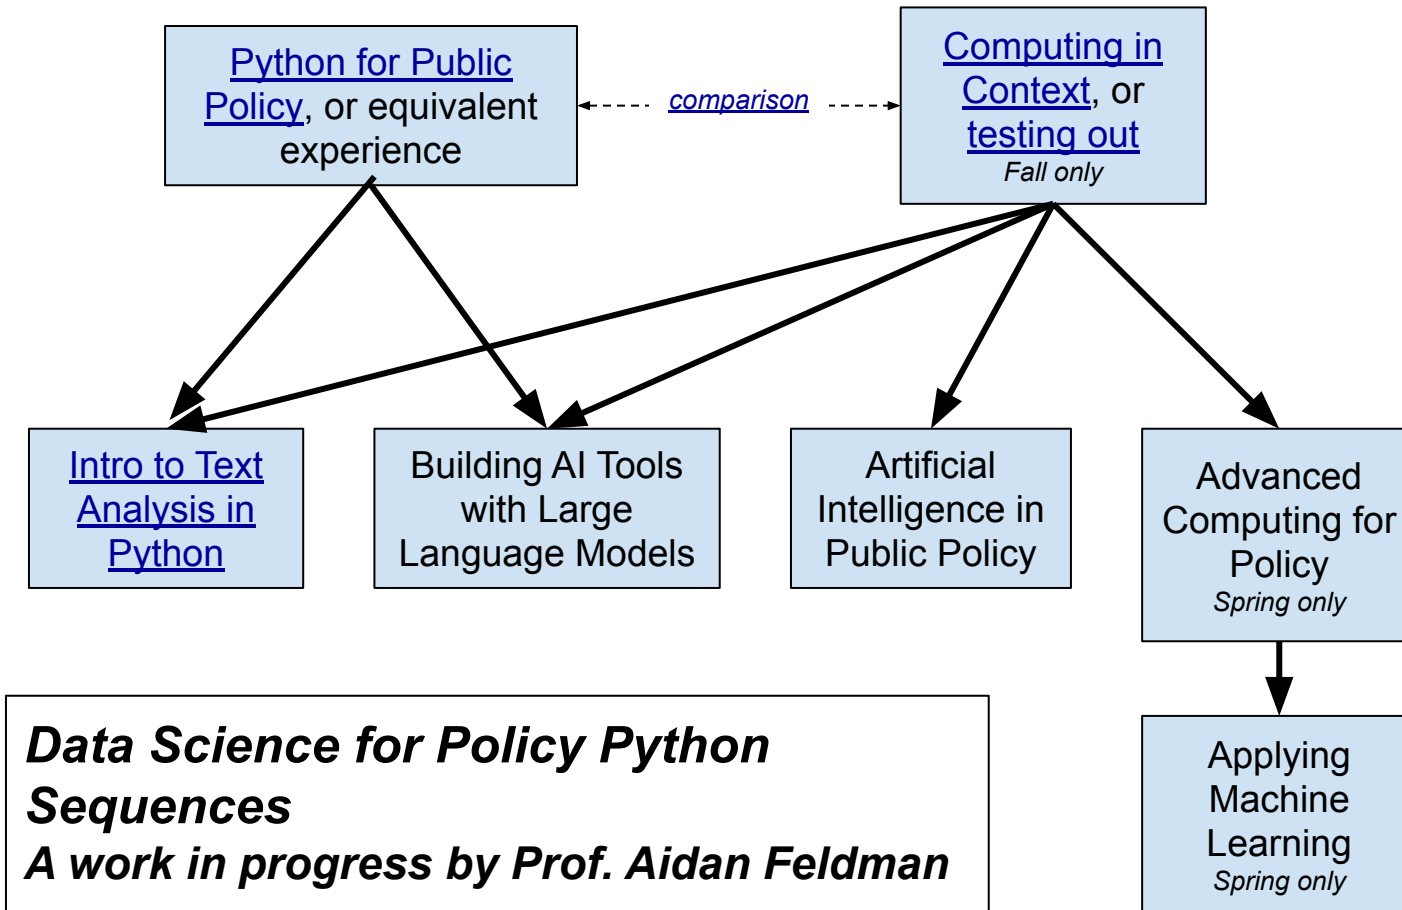 Python for Public
Policy, or equivalent
experience
comparison
Computing in
Context, or
testing out
Fall only
Intro to Text
Analysis in
Python
Building AI Tools
with Large
Language Models
Artificial
Intelligence in
Public Policy
Advanced
Computing for
Policy
Spring only
Applying
Machine
Learning
Spring only
Data Science for Policy Python
Sequences
A work in progress by Prof. Aidan Feldman